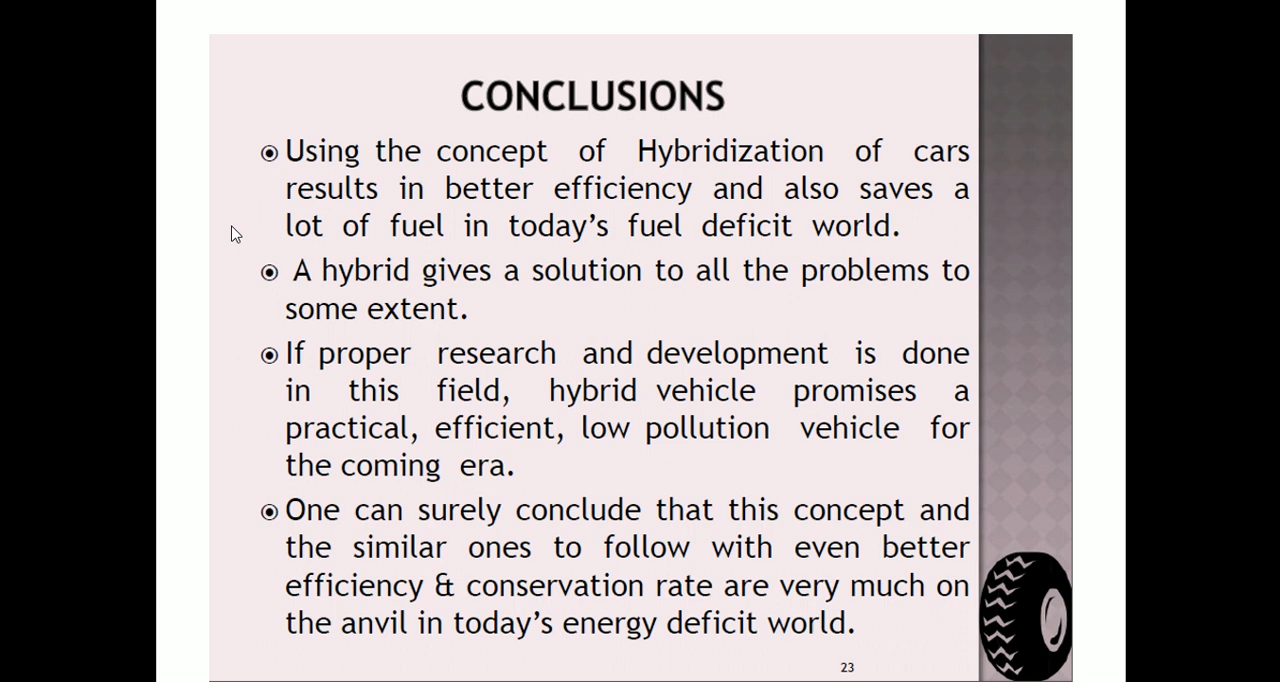 CONCLUSIONS
Using the concept of Hybridization of cars
results in better efficiency and also saves a
lot of fuel in today’s fuel deficit world.
A hybrid gives a solution to all the problems to
some extent.
If proper research and development is done
in this field, hybrid vehicle promises a
practical, efficient, low pollution vehicle for
the coming era.
One can surely conclude that this concept and
the similar ones to follow with even better
efficiency & conservation rate are very much on
the anvil in today’s energy deficit world.
23